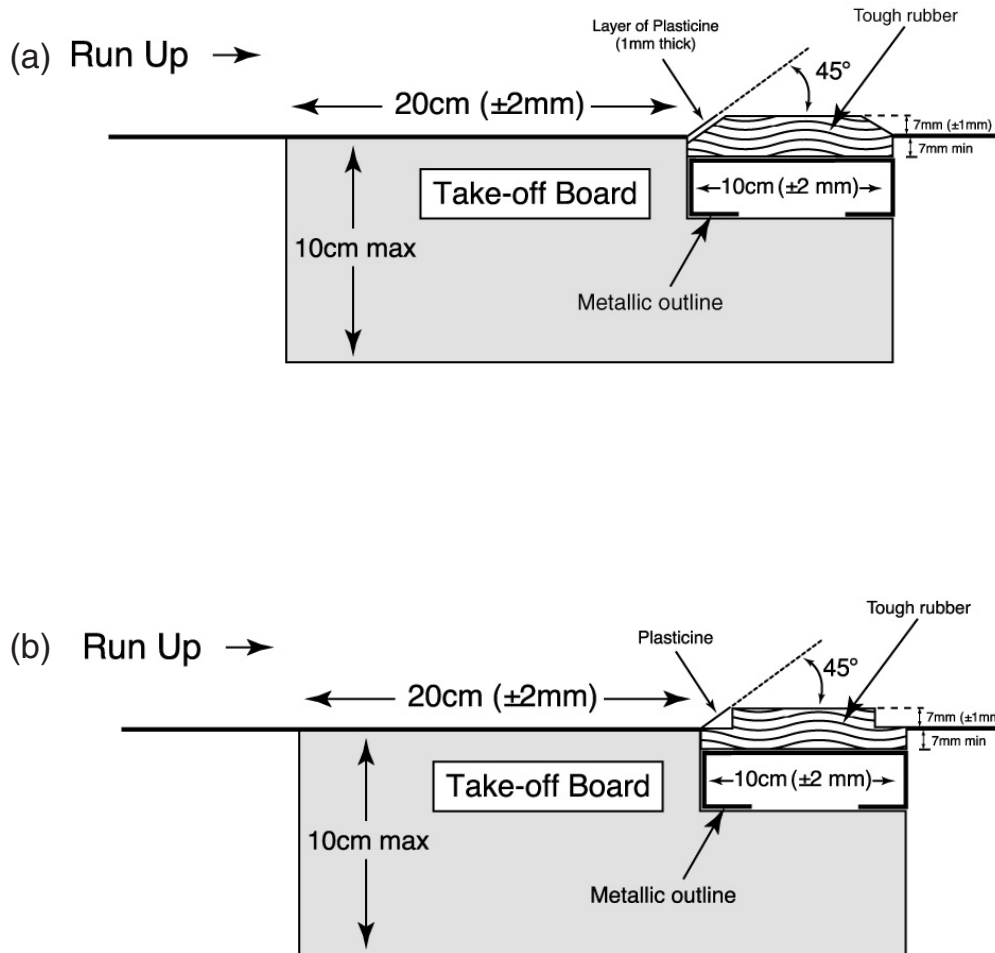 (a) Run Up
Layer of Plasticine
(1mm thick)
Tough rubber
45°
20cm (±2mm)
7mm (±1mm)
7mm min
Take-off Board
10cm (±2 mm)
10cm max
Metallic outline
(b) Run Up
Plasticine
Tough rubber
45°
20cm (±2mm)
7mm (±1mm
7mm min
Take-off Board
10cm (±2 mm)
10cm max
Metallic outline